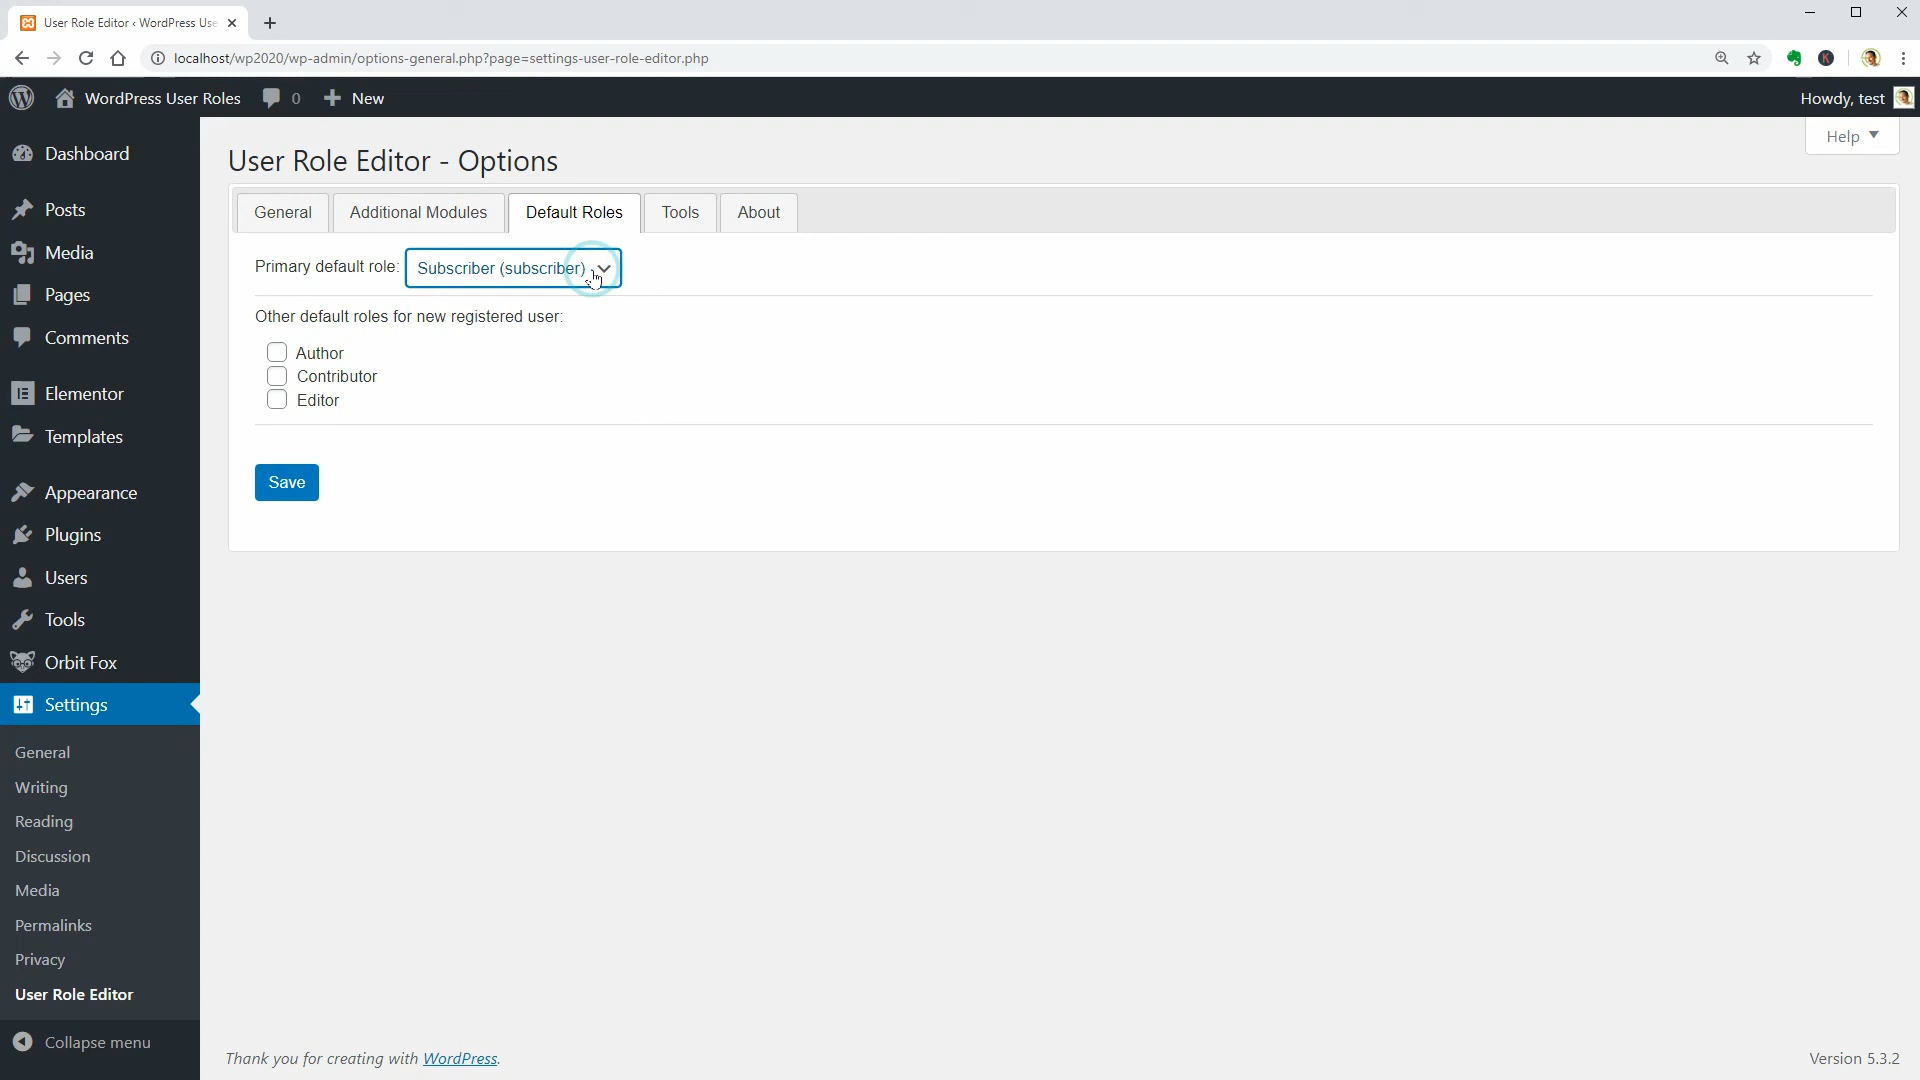 User Role Editor ‹ WordPress Use
localhost/wp2020/wp-admin/options-general.php?page=settings-user-role-editor.php
K
WordPress User Roles
0
New
Howdy, test
Help
Dashboard
Posts
Media
Pages
Comments
Elementor
Templates
Appearance
Plugins
Users
Tools
Orbit Fox
Settings
General
Writing
Reading
Discussion
Media
Permalinks
Privacy
User Role Editor
Collapse menu
User Role Editor - Options
General
Additional Modules
Default Roles
Tools
About
Primary default role:
Subscriber (subscriber)
Other default roles for new registered user:
Author
Contributor
Editor
Save
Thank you for creating with WordPress.
Version 5.3.2